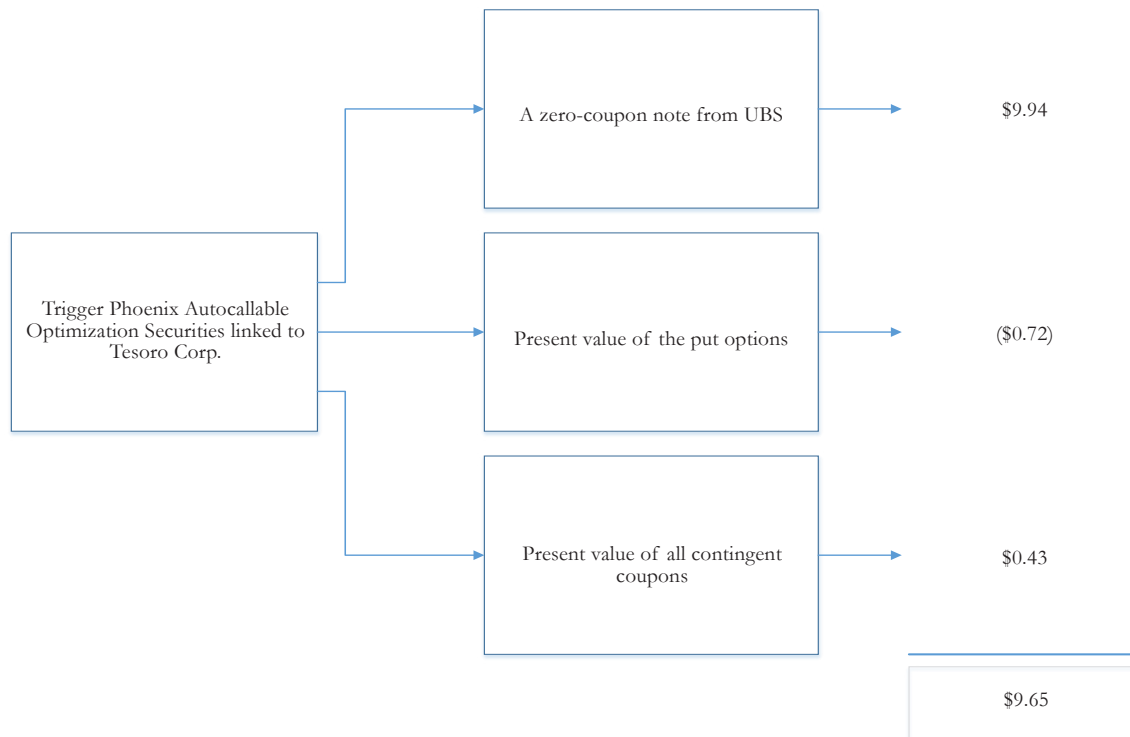 A zero-coupon note from UBS
$9.94
Trigger Phoenix Autocallable
Optimization Securities linked to
Tesoro Corp.
Present value of the put options
($0.72)
Present value of all contingent
coupons
$0.43
$9.65